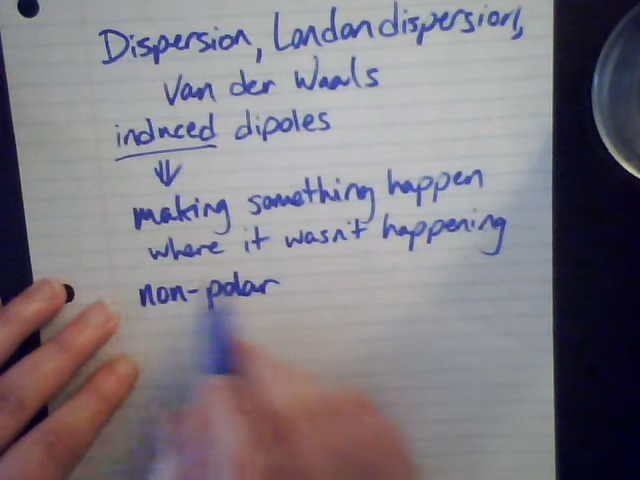 Dispersion, London dispersion,
Van der Waals
induced dipoles
making something happen
where it wasn't happening
non-polar